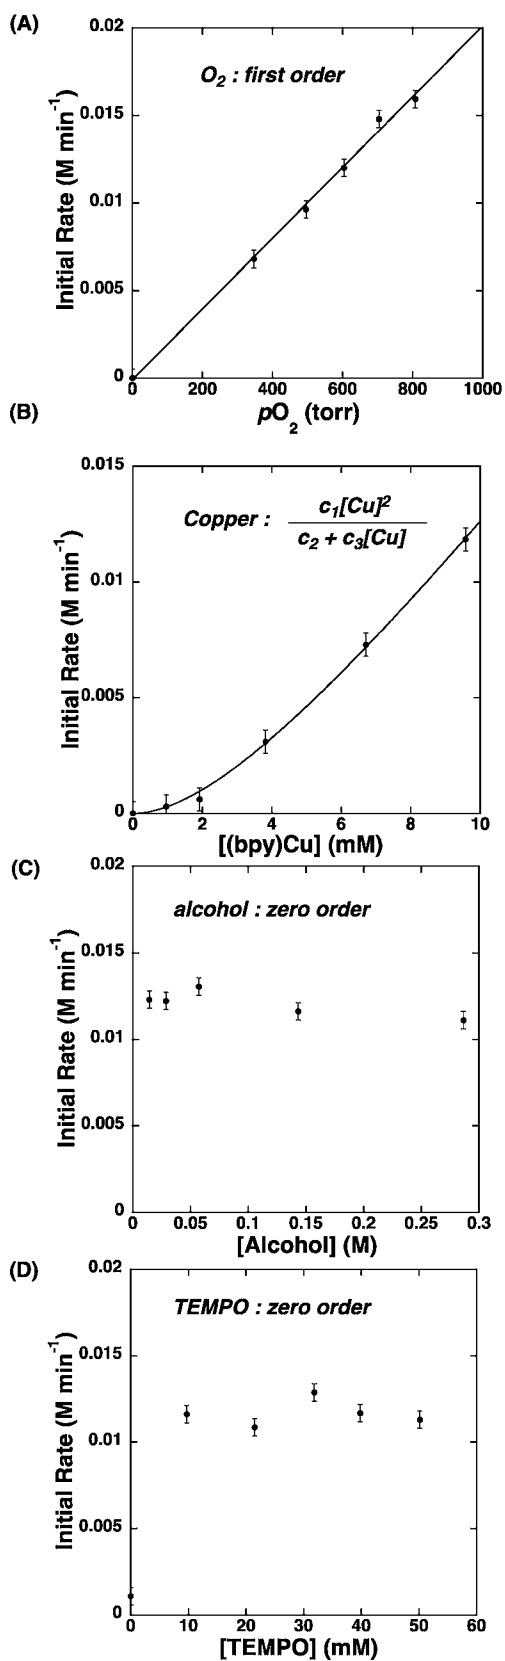 (A)
0.02
0.015
0.01
0.005
0
O₂ : first order
Initial Rate (M min⁻¹)
0 200 400 600 800 1000
pO₂ (torr)
(B)
0.015
0.01
0.005
0
Copper : c₁[Cu]²
c₂ + c₃[Cu]
Initial Rate (M min⁻¹)
0 2 4 6 8 10
[(bpy)Cu] (mM)
(C)
0.02
0.015
0.01
0.005
0
alcohol : zero order
Initial Rate (M min⁻¹)
0 0.05 0.1 0.15 0.2 0.25 0.3
[Alcohol] (M)
(D)
0.02
0.015
0.01
0.005
0
TEMPO : zero order
Initial Rate (M min⁻¹)
0 10 20 30 40 50 60
[TEMPO] (mM)